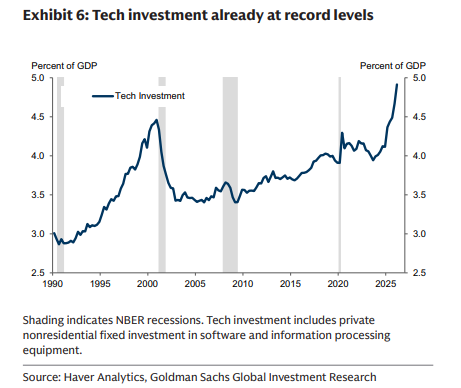 Exhibit 6: Tech investment already at record levels
Percent of GDP Percent of GDP
5.0 5.0
Tech Investment
4.5 4.5
4.0 4.0
3.5 3.5
3.0 3.0
2.5 2.5
1990 1995 2000 2005 2010 2015 2020 2025
Shading indicates NBER recessions. Tech investment includes private
nonresidential fixed investment in software and information processing
equipment.
Source: Haver Analytics, Goldman Sachs Global Investment Research